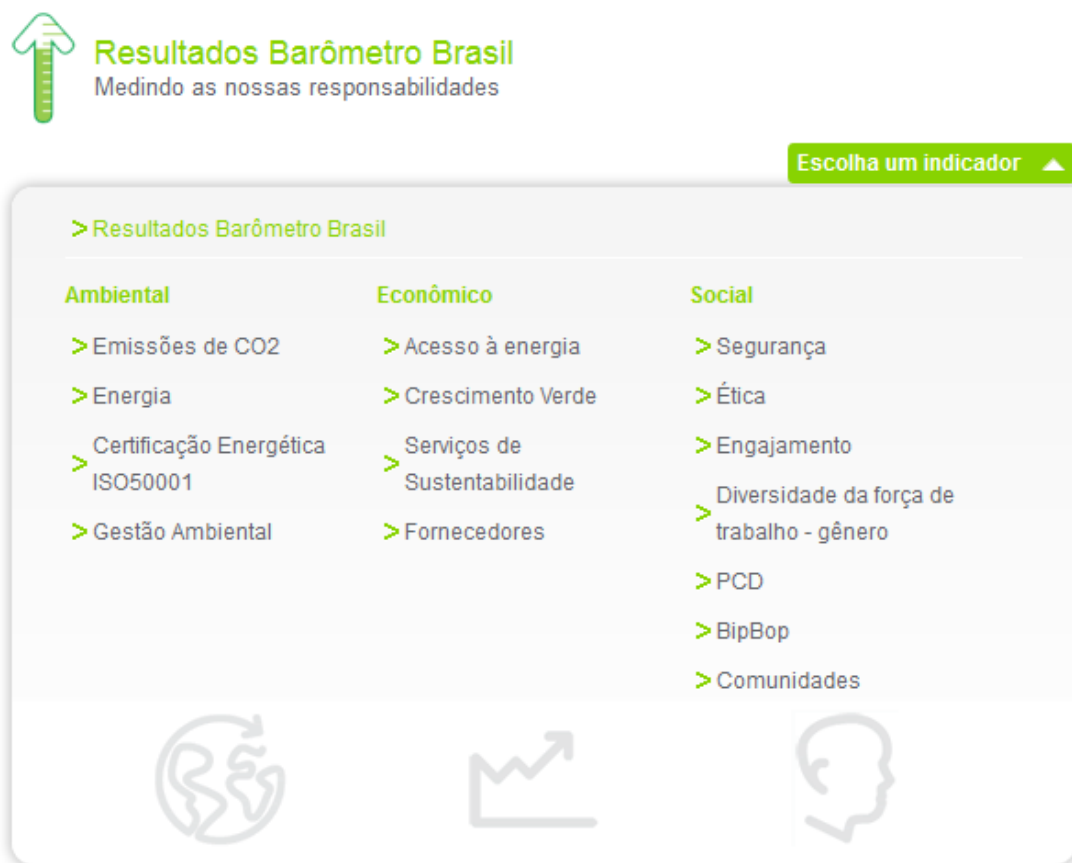 Resultados Barômetro Brasil
Medindo as nossas responsabilidades
Escolha um indicador
> Resultados Barômetro Brasil
Ambiental
> Emissões de CO2
> Energia
> Certificação Energética
ISO50001
> Gestão Ambiental
Econômico
> Acesso à energia
> Crescimento Verde
> Serviços de
Sustentabilidade
> Fornecedores
Social
> Segurança
> Ética
> Engajamento
> Diversidade da força de
trabalho - gênero
> PCD
> BipBop
> Comunidades